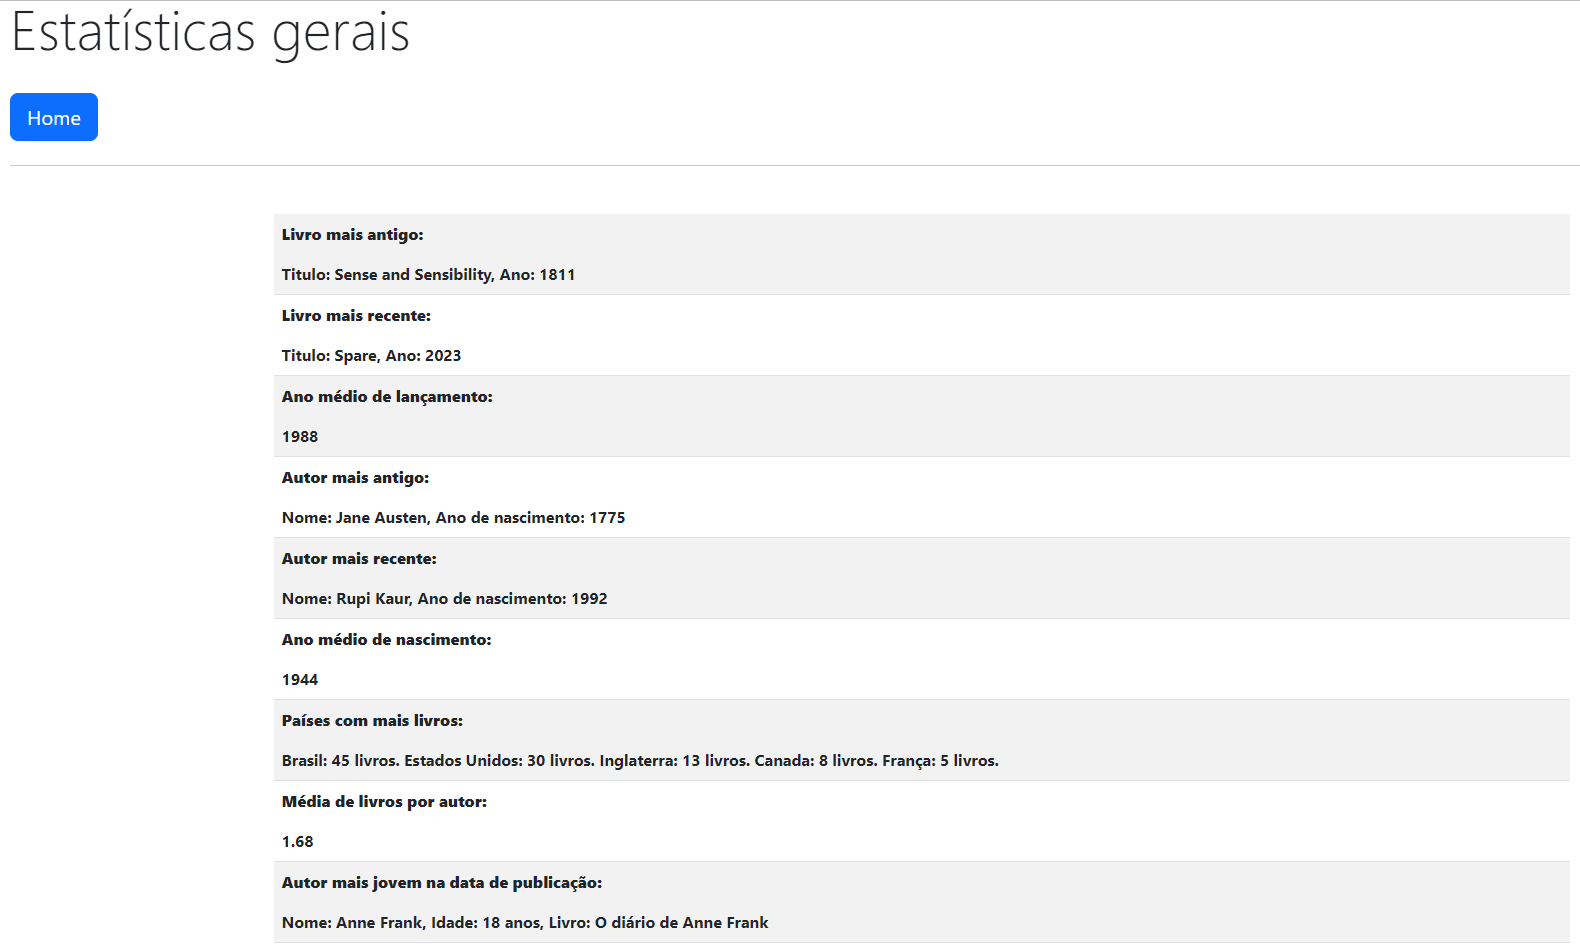 Estatísticas gerais
Home
Livro mais antigo:
Titulo: Sense and Sensibility, Ano: 1811
Livro mais recente:
Titulo: Spare, Ano: 2023
Ano médio de lançamento:
1988
Autor mais antigo:
Nome: Jane Austen, Ano de nascimento: 1775
Autor mais recente:
Nome: Rupi Kaur, Ano de nascimento: 1992
Ano médio de nascimento:
1944
Países com mais livros:
Brasil: 45 livros. Estados Unidos: 30 livros. Inglaterra: 13 livros. Canada: 8 livros. França: 5 livros.
Média de livros por autor:
1.68
Autor mais jovem na data de publicação:
Nome: Anne Frank, Idade: 18 anos, Livro: O diário de Anne Frank